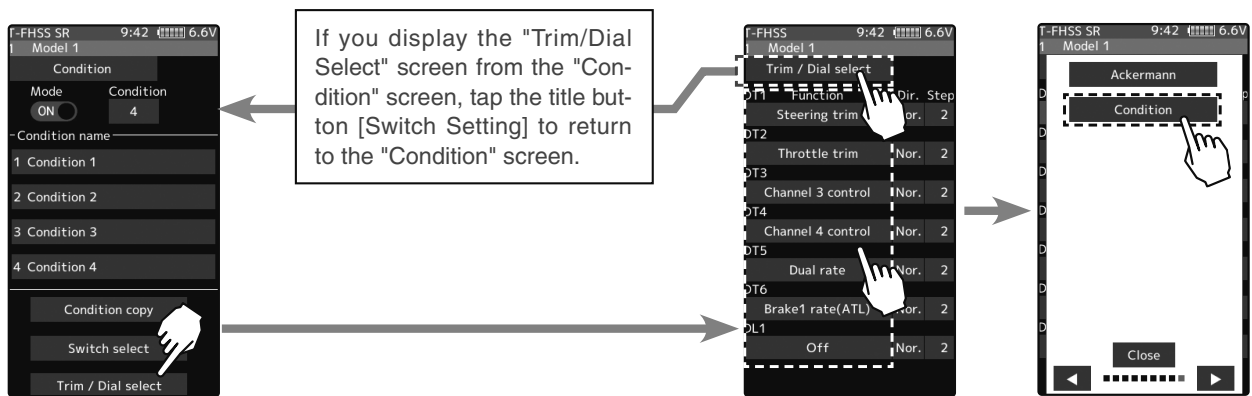 T-FHSS SR 9:42 6.6V
1 Model 1
Condition
Mode Condition
ON 4
Condition name
1 Condition 1
2 Condition 2
3 Condition 3
4 Condition 4
Condition copy
Switch select
Trim / Dial select
If you display the "Trim/Dial
Select" screen from the "Con-
dition" screen, tap the title but-
ton [Switch Setting] to return
to the "Condition" screen.
T-FHSS 9:42 6.6V
1 Model 1
Trim / Dial select
DT1 Function Dir. Step
Steering trim Nor. 2
DT2
Throttle trim Nor. 2
DT3
Channel 3 control Nor. 2
DT4
Channel 4 control Nor. 2
DT5
Dual rate Nor. 2
DT6
Brake1 rate(ATL) Nor. 2
DL1
Off Nor. 2
T-FHSS SR 9:42 6.6V
1 Model 1
Ackermann
Condition
Close